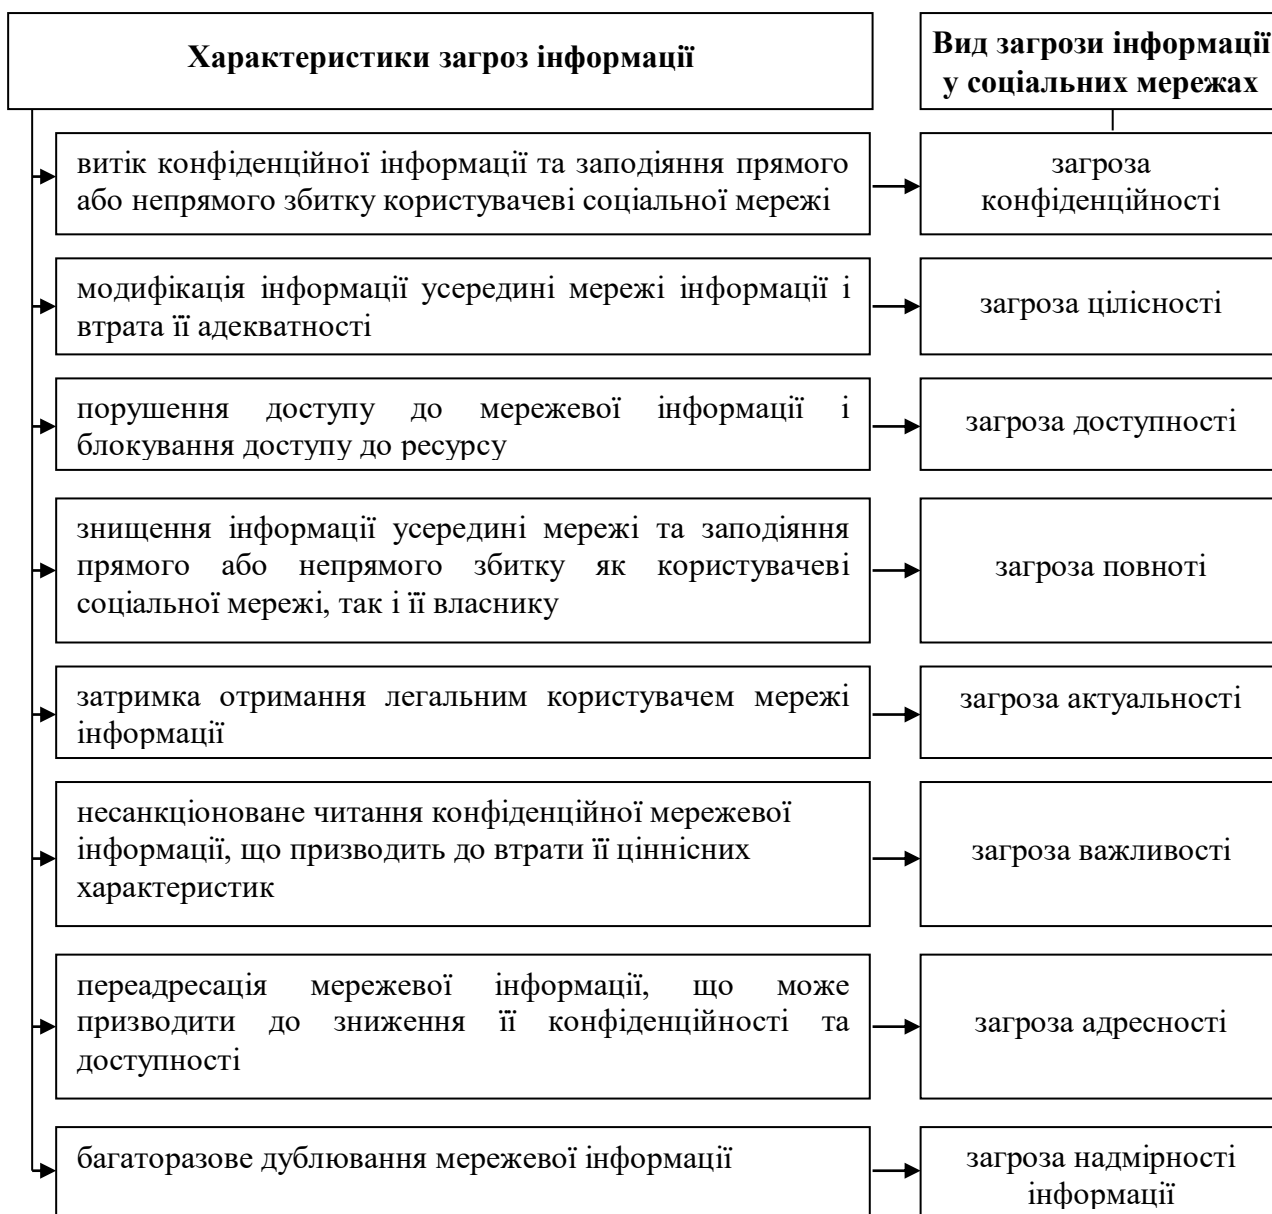 Характеристики загроз інформації
Вид загрози інформації
у соціальних мережах
витік конфіденційної інформації та заподіяння прямого
або непрямого збитку користувачеві соціальної мережі
загроза
конфіденційності
модифікація інформації усередині мережі інформації і
втрата її адекватності
загроза цілісності
порушення доступу до мережевої інформації і
блокування доступу до ресурсу
загроза доступності
знищення інформації усередині мережі та заподіяння
прямого або непрямого збитку як користувачеві
соціальної мережі, так і її власнику
загроза повноті
затримка отримання легальним користувачем мережі
інформації
загроза актуальності
несанкціоноване читання конфіденційної мережевої
інформації, що призводить до втрати її ціннісних
характеристик
загроза важливості
переадресація мережевої інформації, що може
призводити до зниження її конфіденційності та
доступності
загроза адресності
багаторазове дублювання мережевої інформації
загроза надмірності
інформації